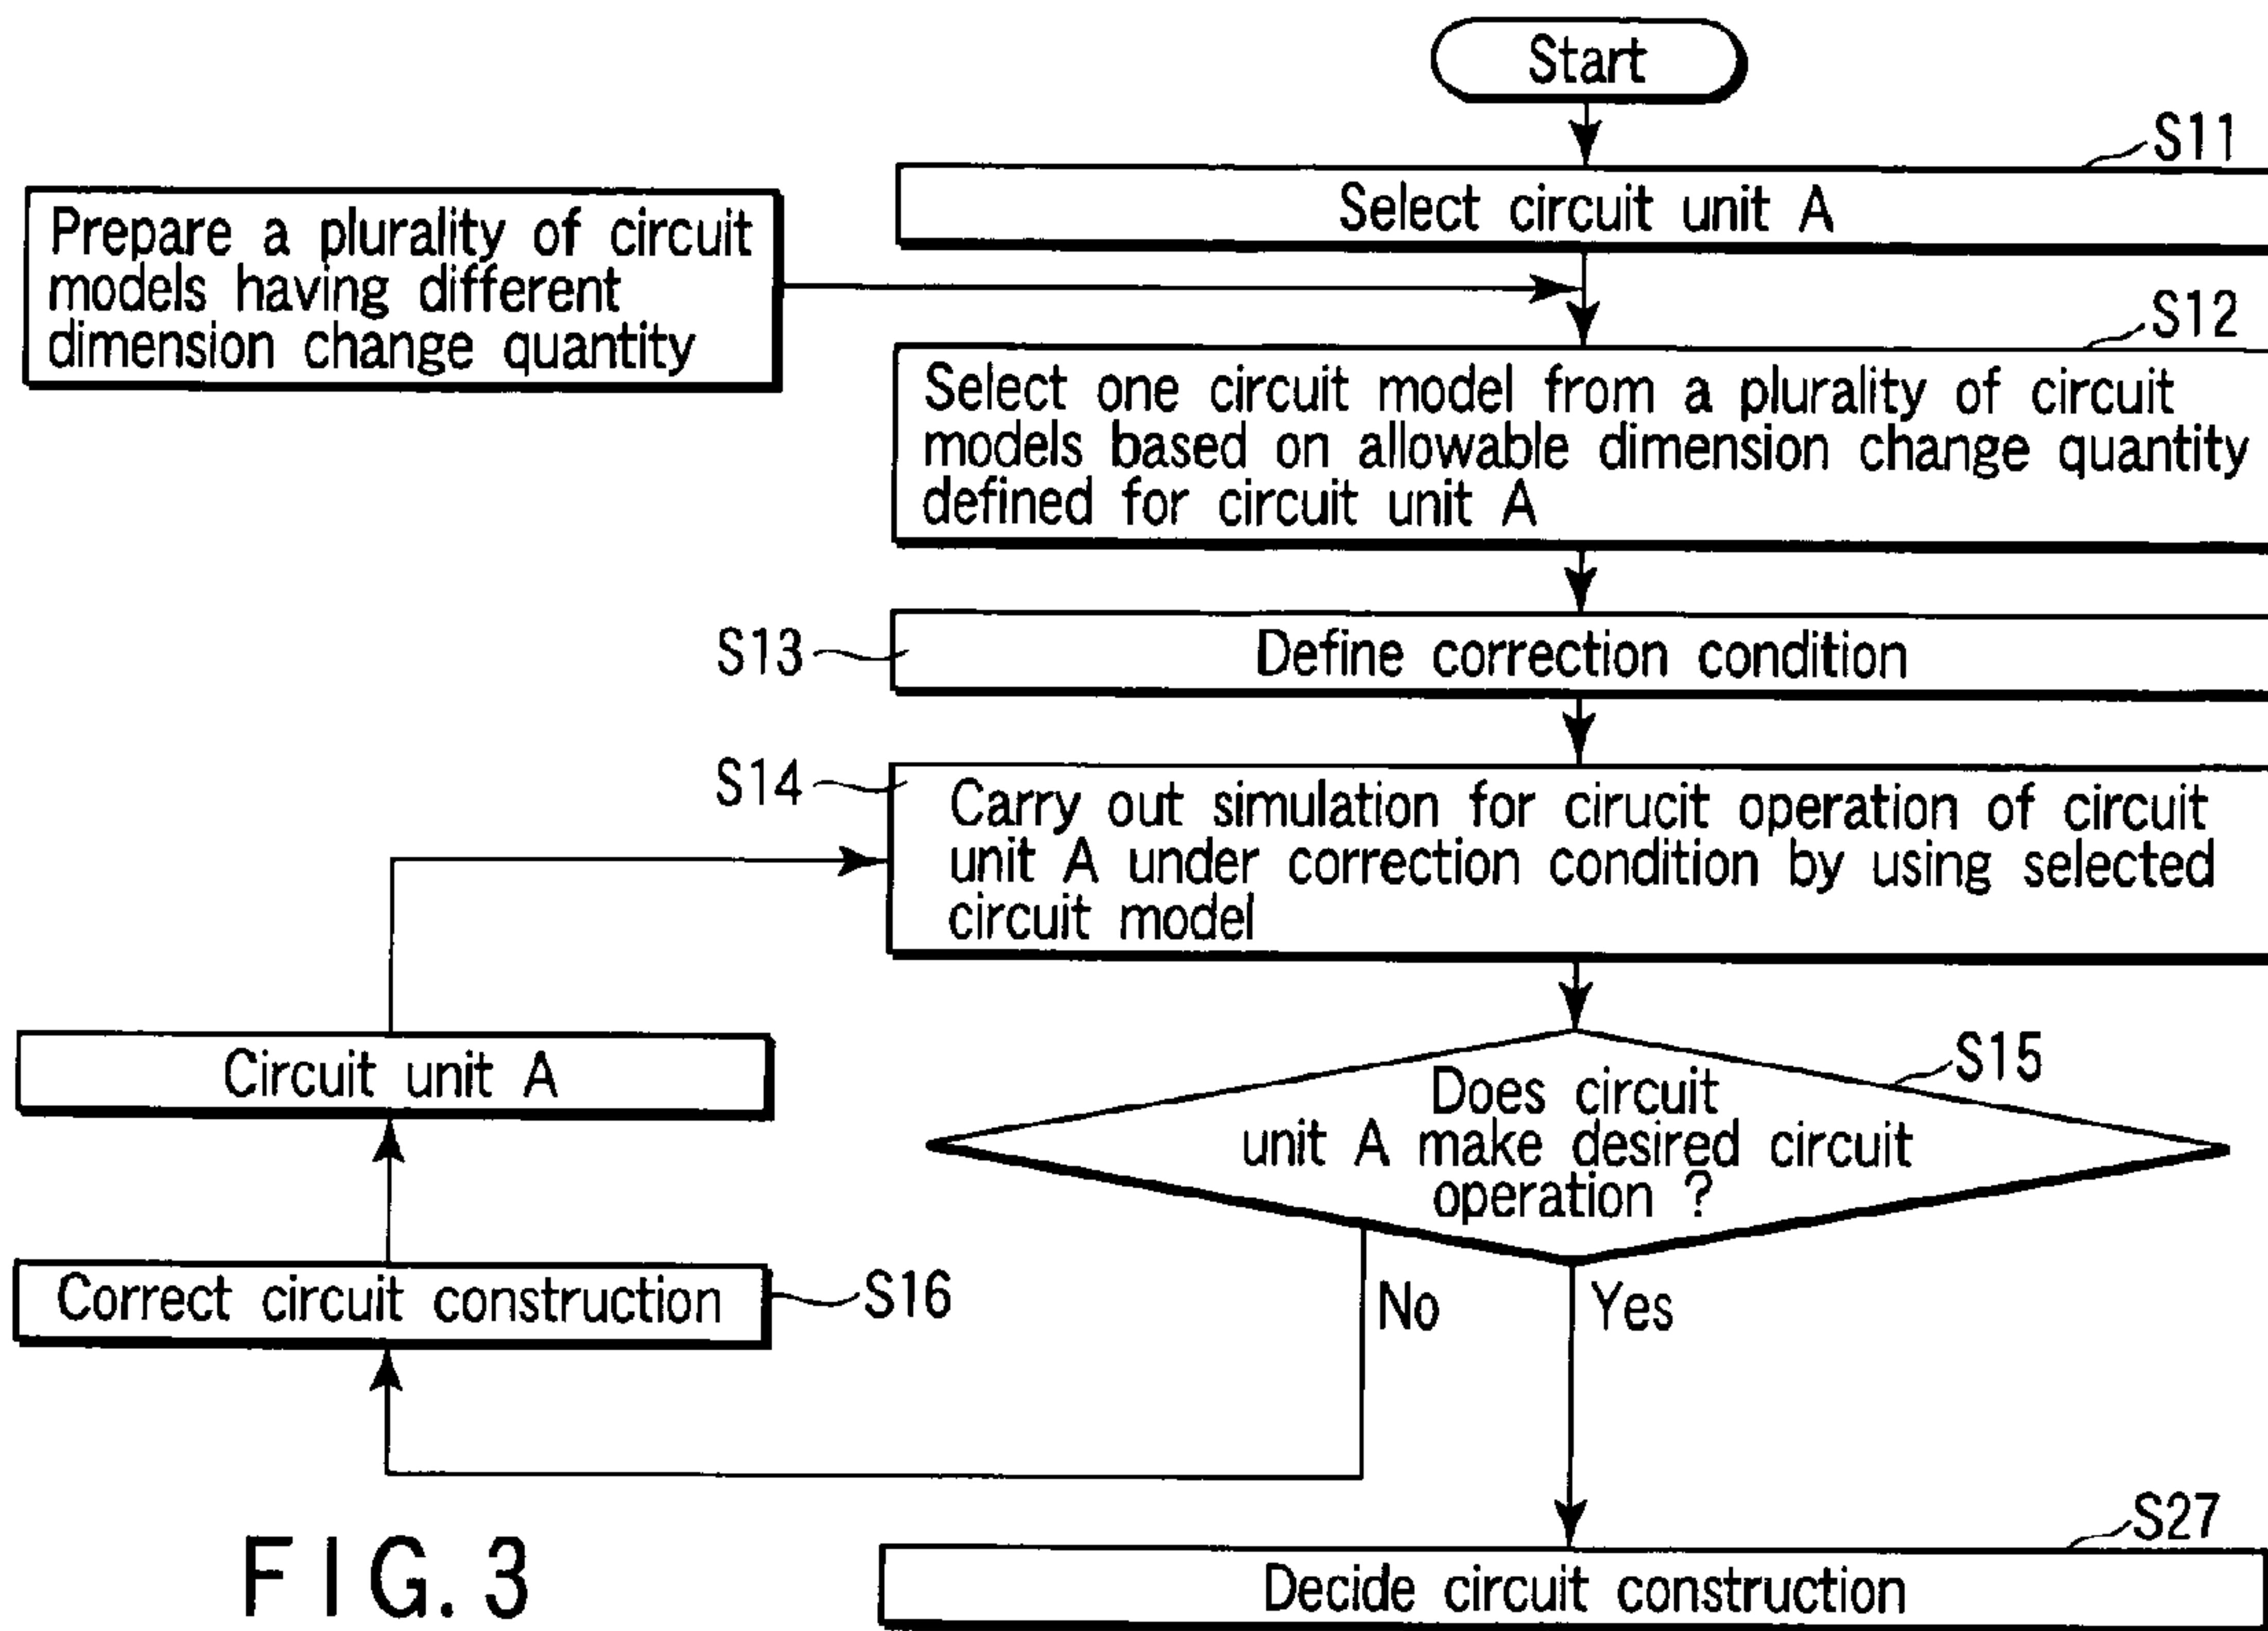 Start
S11
Select circuit unit A
Prepare a plurality of circuit
models having different
dimension change quantity
S12
Select one circuit model from a plurality of circuit
models based on allowable dimension change quantity
defined for circuit unit A
S13
Define correction condition
S14
Carry out simulation for cirucit operation of circuit
unit A under correction condition by using selected
circuit model
Circuit unit A
S15
Does circuit
unit A make desired circuit
operation ?
Correct circuit construction
S16
No
Yes
S27
Decide circuit construction
FIG. 3